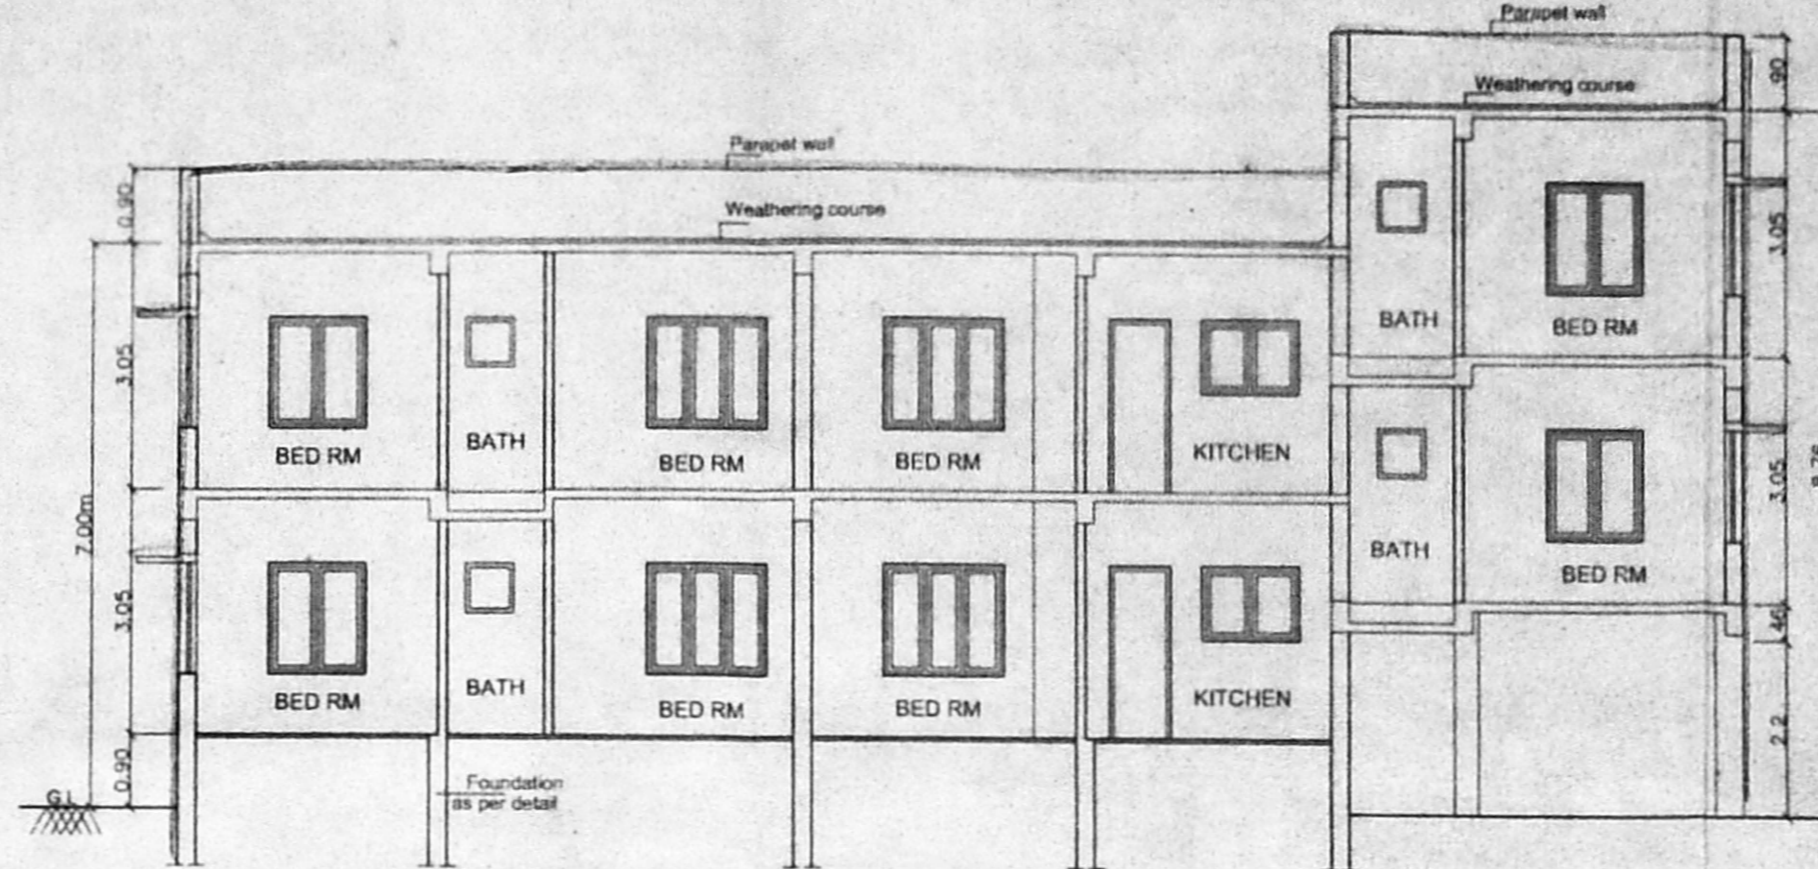 Parapet wall
90
Weathering course
Parapet wall
0.90
Weathering course
3.05
BATH
BED RM
3.05
BED RM
BATH
BED RM
BED RM
KITCHEN
7.00m
3.05
BATH
BED RM
3.05
BED RM
BATH
BED RM
BED RM
KITCHEN
3.05
2.2
0.90
Foundation
as per detail
G.L